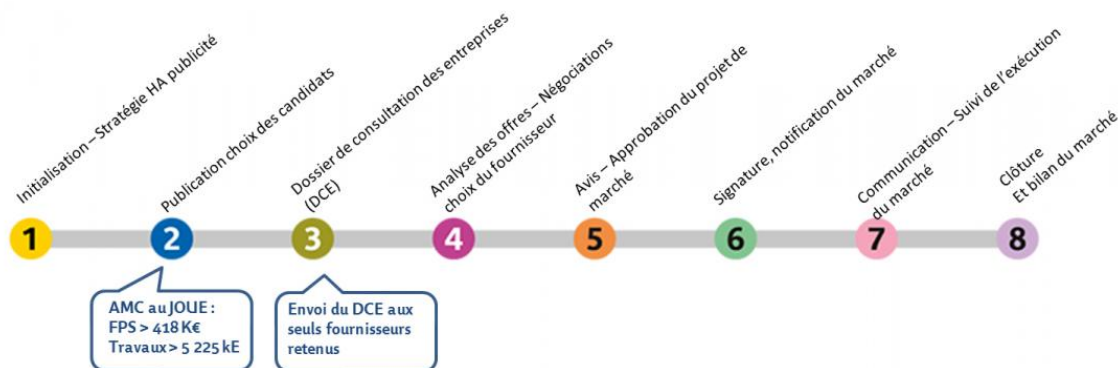 Initialisation – Stratégie HA publicité
Publication choix des candidats
Dossier de consultation des entreprises
(DCE)
Analyse des offres – Négociations
choix du fournisseur
Avis – Approbation du projet de
marché
Signature, notification du marché
Communication – Suivi de l'exécution
du marché
Clôture
Et bilan du marché
1
2
3
4
5
6
7
8
AMC au JOUE :
FPS > 418 K€
Travaux > 5 225 kE
Envoi du DCE aux
seuls fournisseurs
retenus